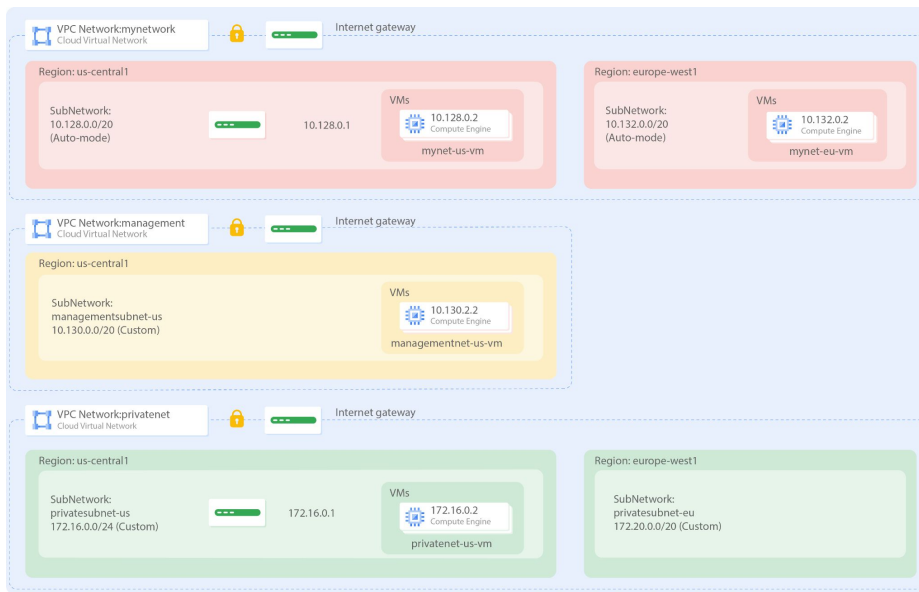 VPC Network:mynetwork
Cloud Virtual Network
Internet gateway
Region: us-central1
SubNetwork:
10.128.0.0/20
(Auto-mode)
10.128.0.1
VMs
10.128.0.2
Compute Engine
mynet-us-vm
Region: europe-west1
SubNetwork:
10.132.0.0/20
(Auto-mode)
VMs
10.132.0.2
Compute Engine
mynet-eu-vm
VPC Network:management
Cloud Virtual Network
Internet gateway
Region: us-central1
SubNetwork:
managementsubnet-us
10.130.0.0/20 (Custom)
VMs
10.130.2.2
Compute Engine
managementnet-us-vm
VPC Network:privatenet
Cloud Virtual Network
Internet gateway
Region: us-central1
SubNetwork:
privatesubnet-us
172.16.0.0/24 (Custom)
172.16.0.1
VMs
172.16.0.2
Compute Engine
privatenet-us-vm
Region: europe-west1
SubNetwork:
privatesubnet-eu
172.20.0.0/20 (Custom)